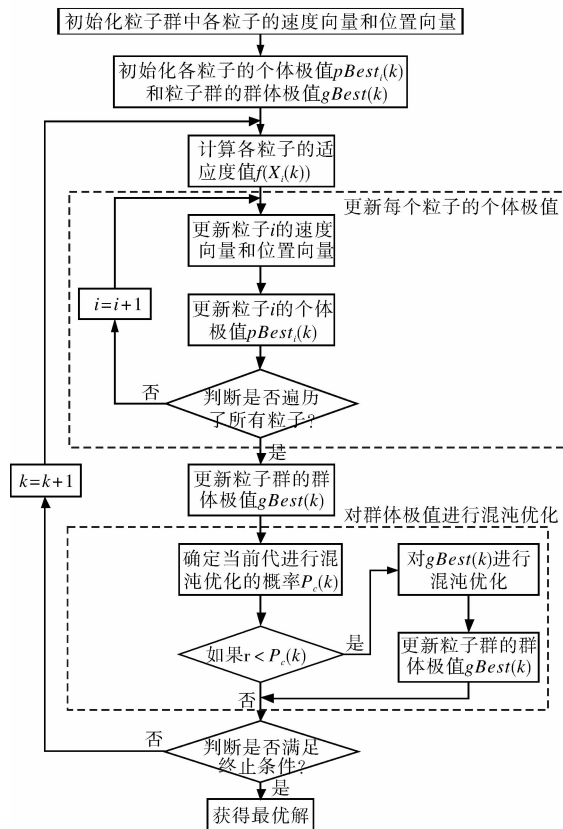 初始化粒子群中各粒子的速度向量和位置向量
初始化各粒子的个体极值pBestᵢ(k)
和粒子群的群体极值gBest(k)
计算各粒子的适
应度值f(Xᵢ(k))
更新每个粒子的个体极值
更新粒子i的速度
向量和位置向量
i=i+1
更新粒子i的个体
极值pBestᵢ(k)
否
判断是否遍历
了所有粒子?
是
k=k+1
更新粒子群的群
体极值gBest(k)
对群体极值进行混沌优化
确定当前代进行混
沌优化的概率P_c(k)
对gBest(k)进行
混沌优化
如果r<P_c(k)
是
更新粒子群的群
体极值gBest(k)
否
否
判断是否满足
终止条件?
是
获得最优解